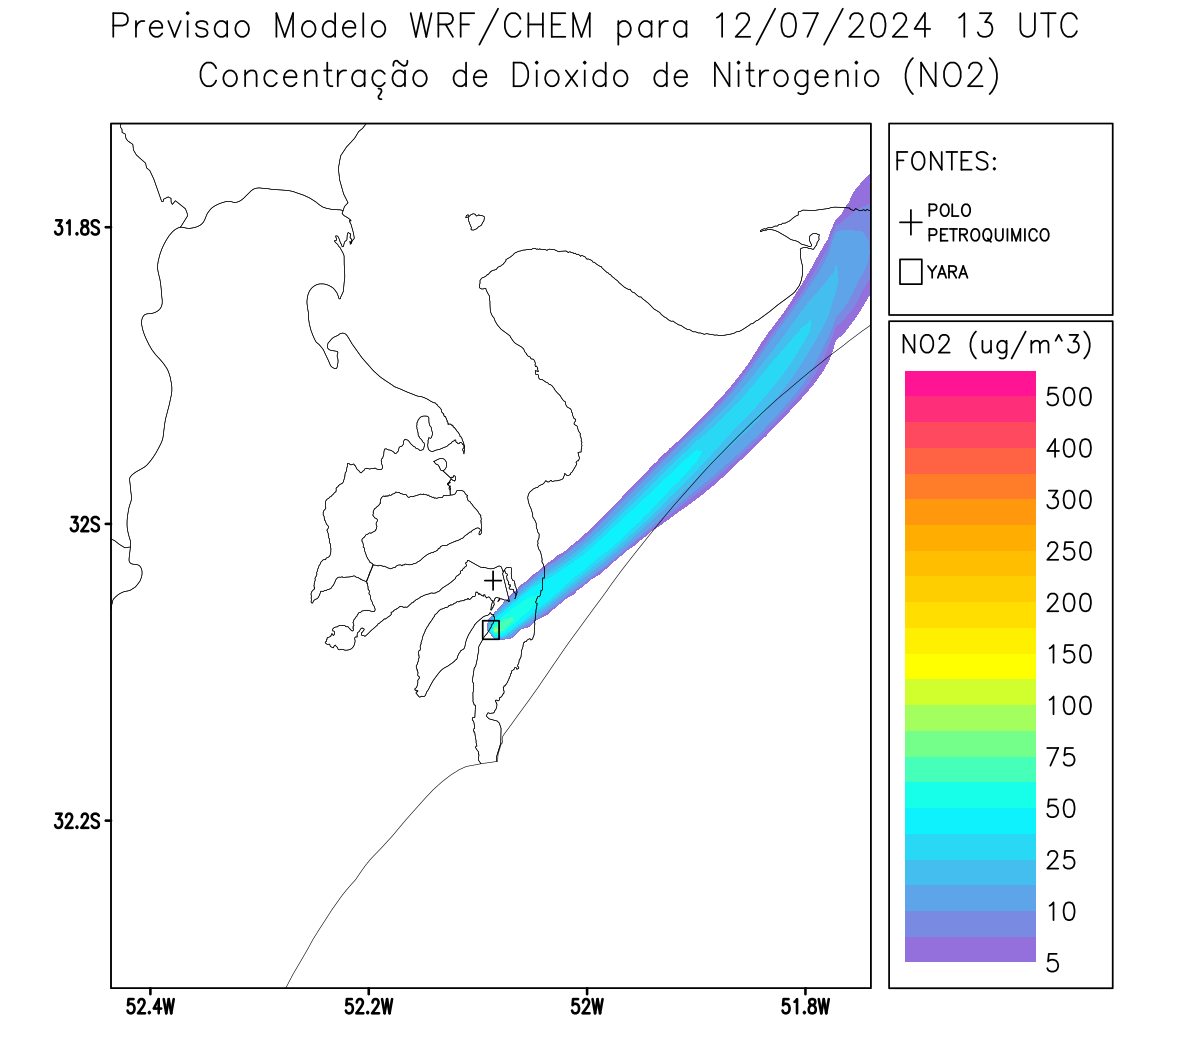 Previsao Modelo WRF/CHEM para 12/07/2024 13 UTC
Concentração de Dioxido de Nitrogenio (NO2)
FONTES:
POLO
PETROQUIMICO
YARA
31.8S
32S
32.2S
52.4W
52.2W
52W
51.8W
NO2 (ug/m^3)
500
400
300
250
200
150
100
75
50
25
10
5